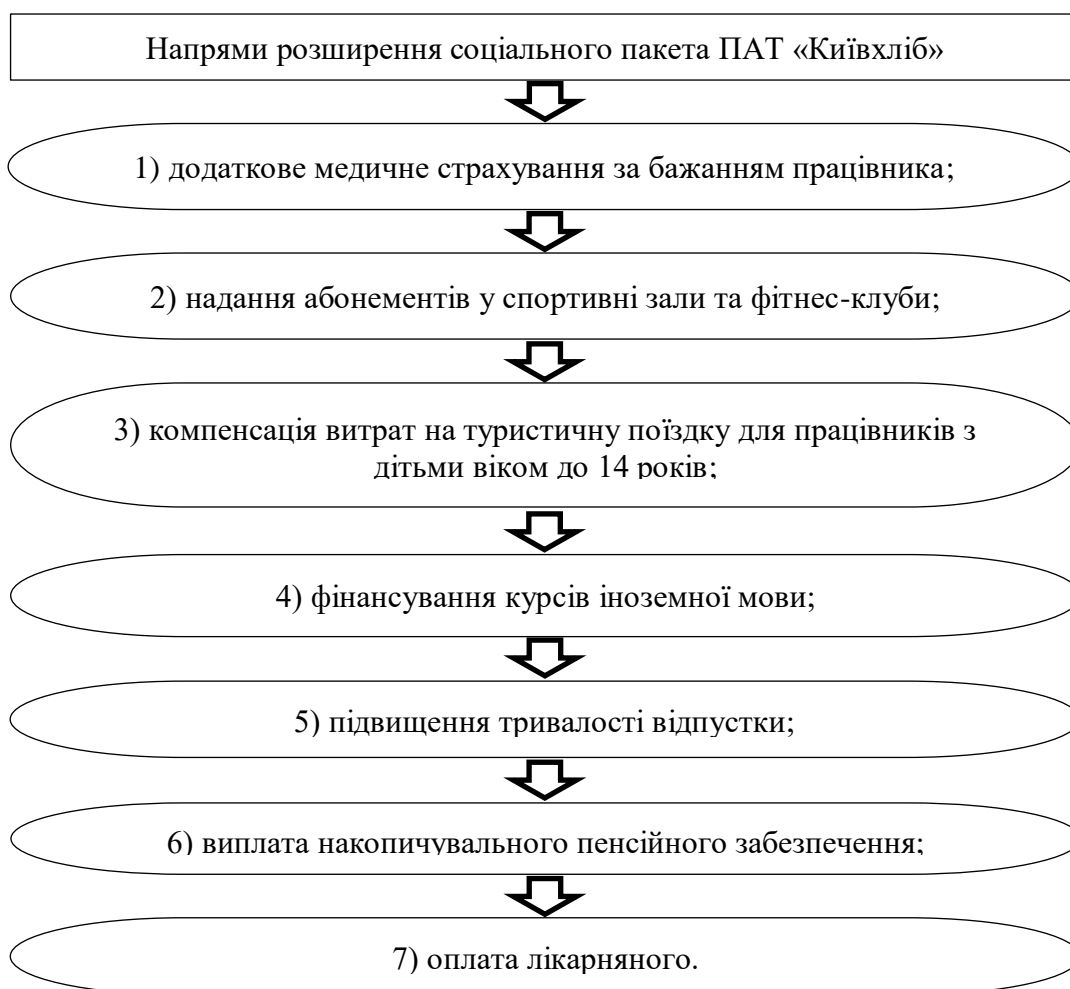 Напрями розширення соціального пакета ПАТ «Київхліб»
1) додаткове медичне страхування за бажанням працівника;
2) надання абонементів у спортивні зали та фітнес-клуби;
3) компенсація витрат на туристичну поїздку для працівників з
дітьми віком до 14 років;
4) фінансування курсів іноземної мови;
5) підвищення тривалості відпустки;
6) виплата накопичувального пенсійного забезпечення;
7) оплата лікарняного.